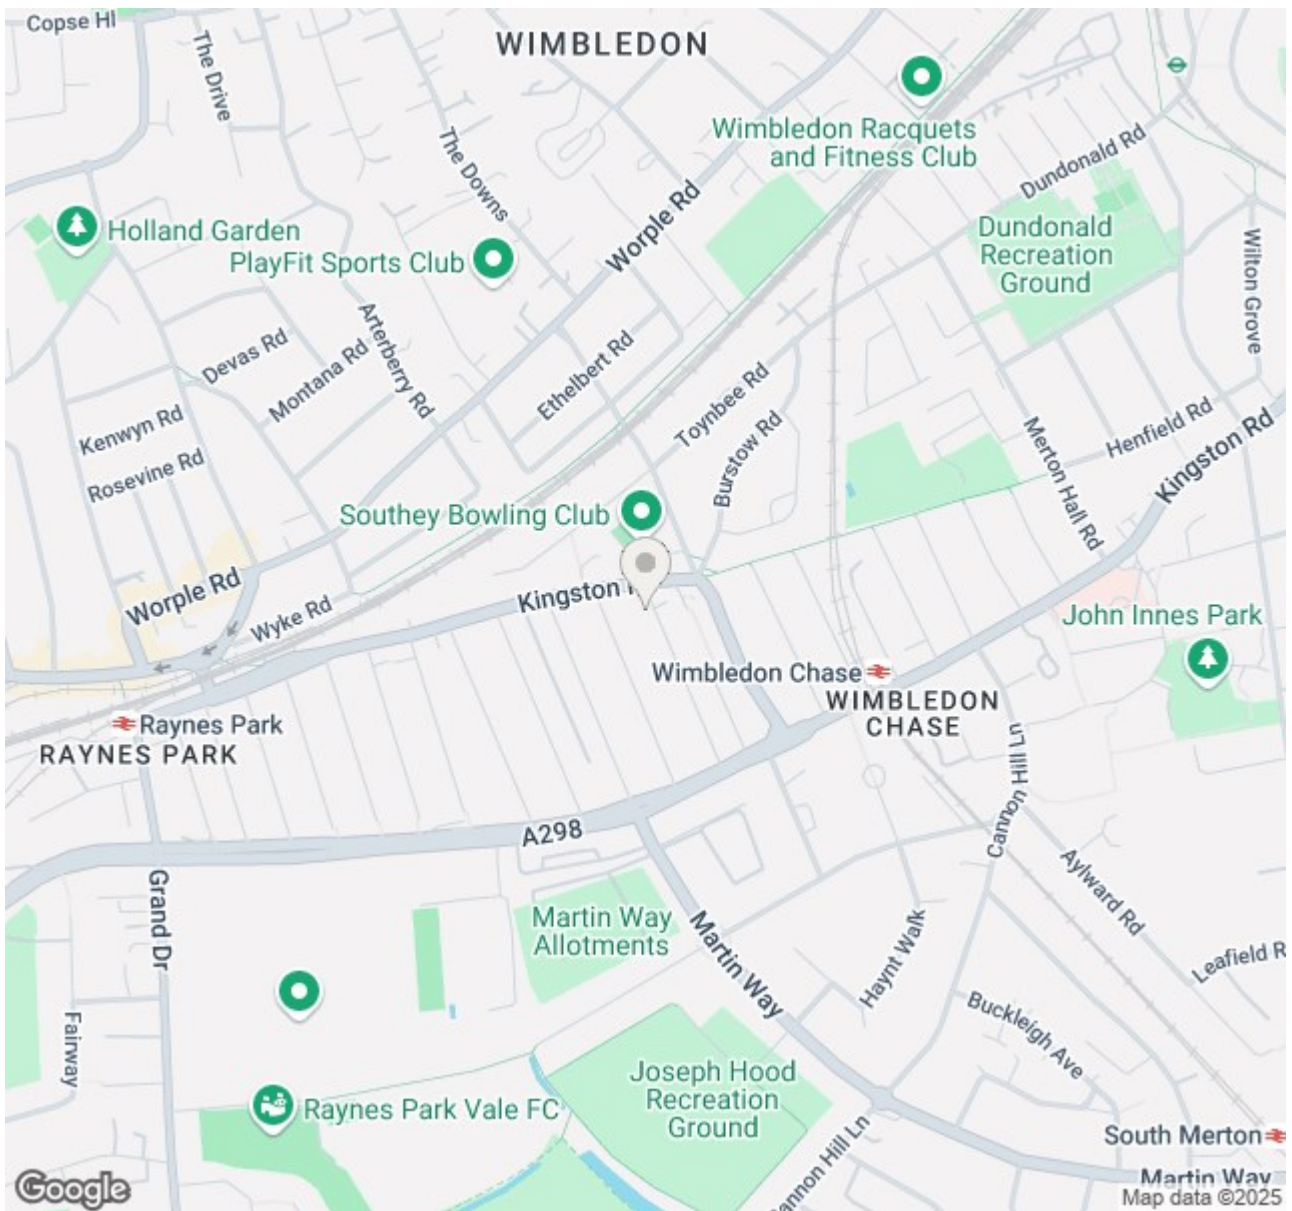 Copse Hl
The Drive
WIMBLEDON
The Downs
Wimbledon Racquets
and Fitness Club
Dundonald Rd
Holland Garden
PlayFit Sports Club
Worple Rd
Dundonald
Recreation
Ground
Wilton Grove
Devas Rd
Montana Rd
Arterberry Rd
Ethelbert Rd
Toynbee Rd
Burstow Rd
Kenwyn Rd
Rosevine Rd
Merton Hall Rd
Henfield Rd
Kingston Rd
Southey Bowling Club
Worple Rd
Wyke Rd
Kingston
John Innes Park
Wimbledon Chase
WIMBLEDON
CHASE
Raynes Park
RAYNES PARK
Cannon Hill Ln
A298
Grand Dr
Martin Way
Allotments
Martin Way
Haynt Walk
Aylward Rd
Leafield R
Buckleigh Ave
Fairway
Joseph Hood
Recreation
Ground
Raynes Park Vale FC
Cannon Hill Ln
South Merton
Martin Way
Google
Map data ©2025